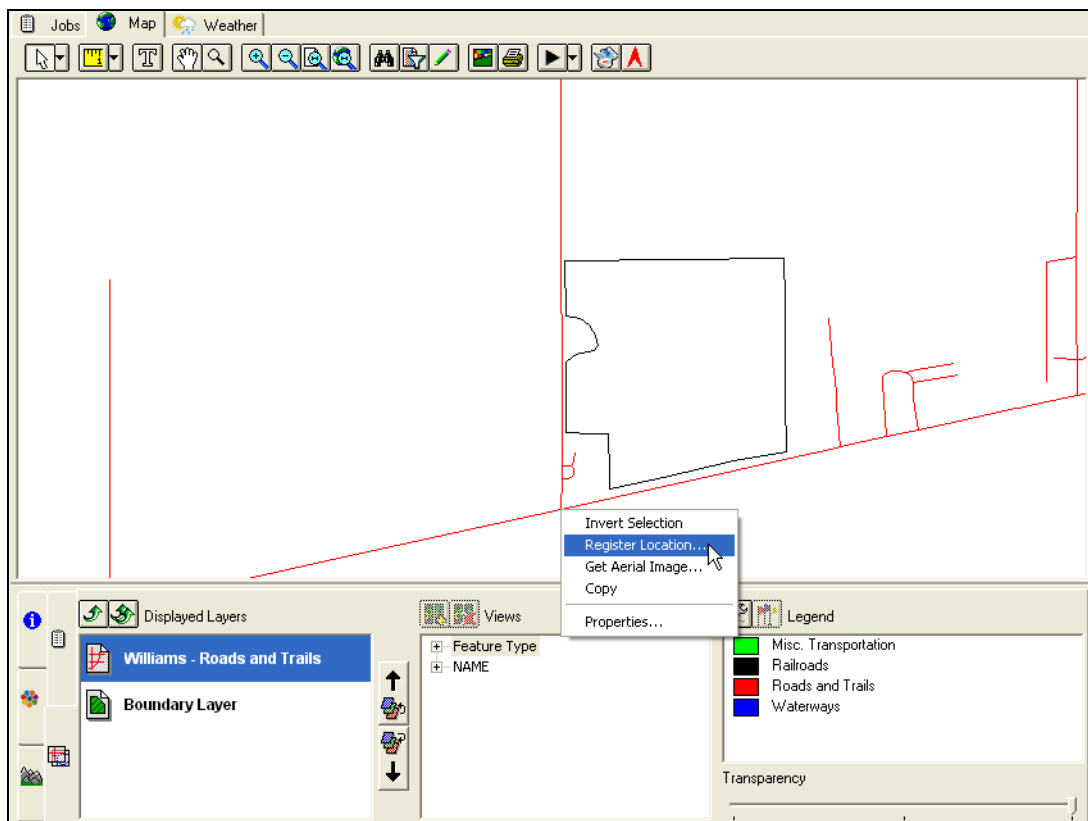 Jobs Map Weather
Invert Selection
Register Location...
Get Aerial Image...
Copy
Properties...
Displayed Layers
Williams - Roads and Trails
Boundary Layer
Views
Feature Type
NAME
Legend
Misc. Transportation
Railroads
Roads and Trails
Waterways
Transparency